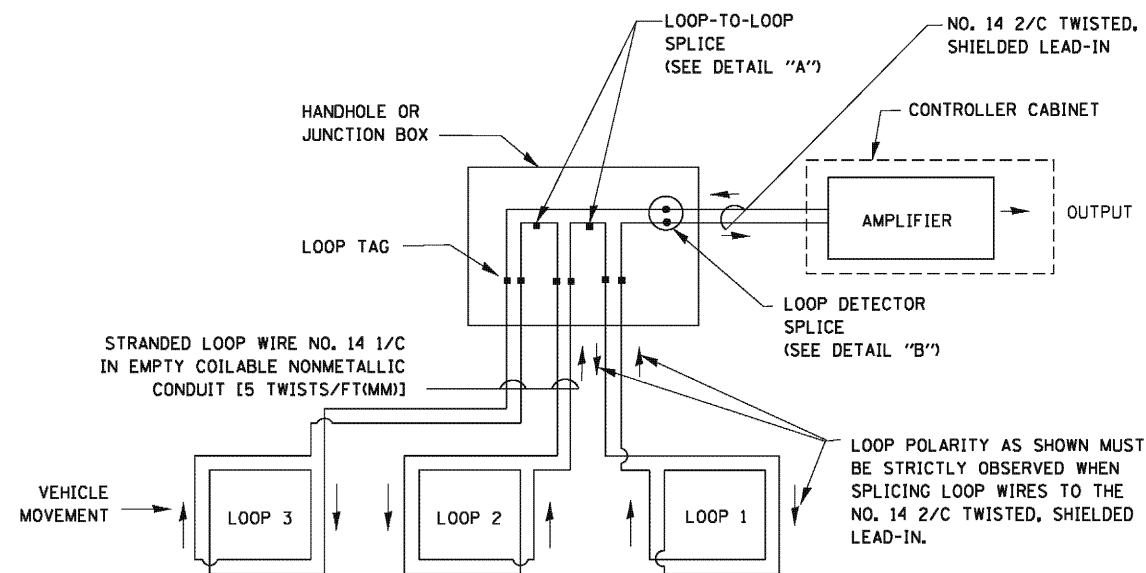 LOOP-TO-LOOP
SPLICE
(SEE DETAIL "A")
NO. 14 2/C TWISTED,
SHIELDED LEAD-IN
HANDHOLE OR
JUNCTION BOX
CONTROLLER CABINET
AMPLIFIER
OUTPUT
LOOP TAG
LOOP DETECTOR
SPLICE
(SEE DETAIL "B")
STRANDED LOOP WIRE NO. 14 1/C
IN EMPTY COILABLE NONMETALLIC
CONDUIT [5 TWISTS/FT(MM)]
LOOP POLARITY AS SHOWN MUST
BE STRICTLY OBSERVED WHEN
SPLICING LOOP WIRES TO THE
NO. 14 2/C TWISTED, SHIELDED
LEAD-IN.
VEHICLE
MOVEMENT
LOOP 3
LOOP 2
LOOP 1